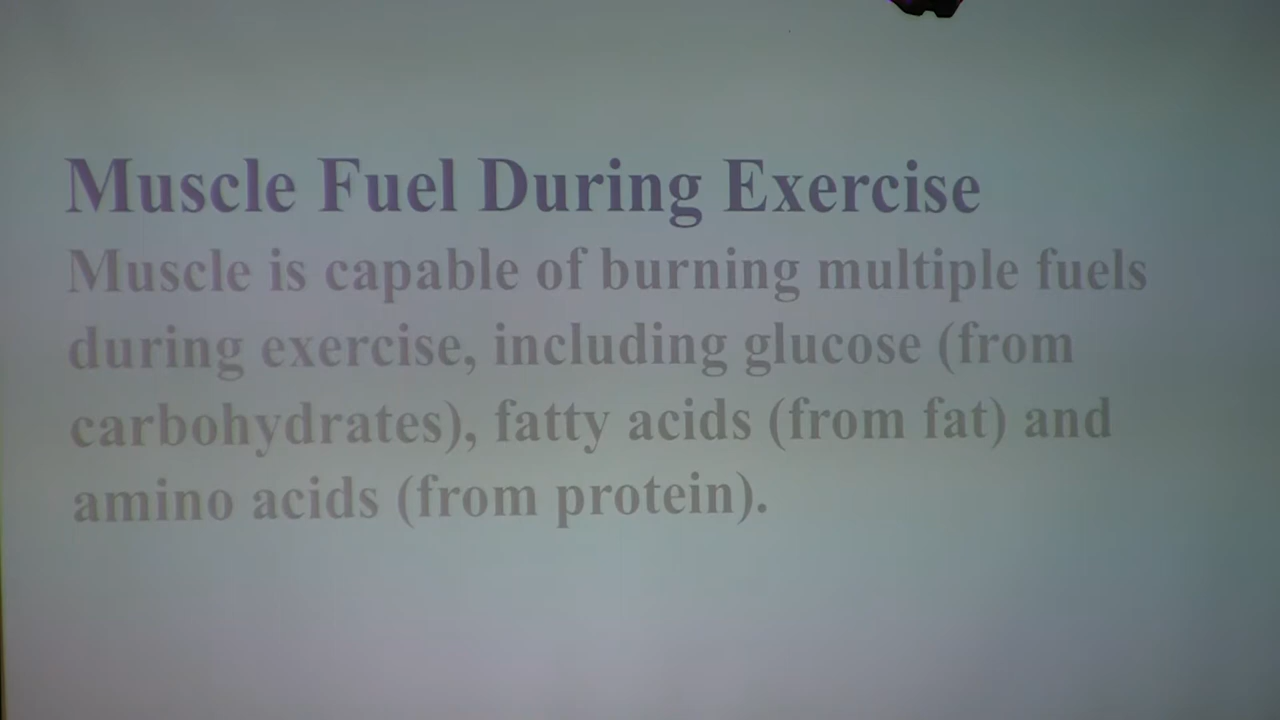 Muscle Fuel During Exercise
Muscle is capable of burning multiple fuels
during exercise, including glucose (from
carbohydrates), fatty acids (from fat) and
amino acids (from protein).